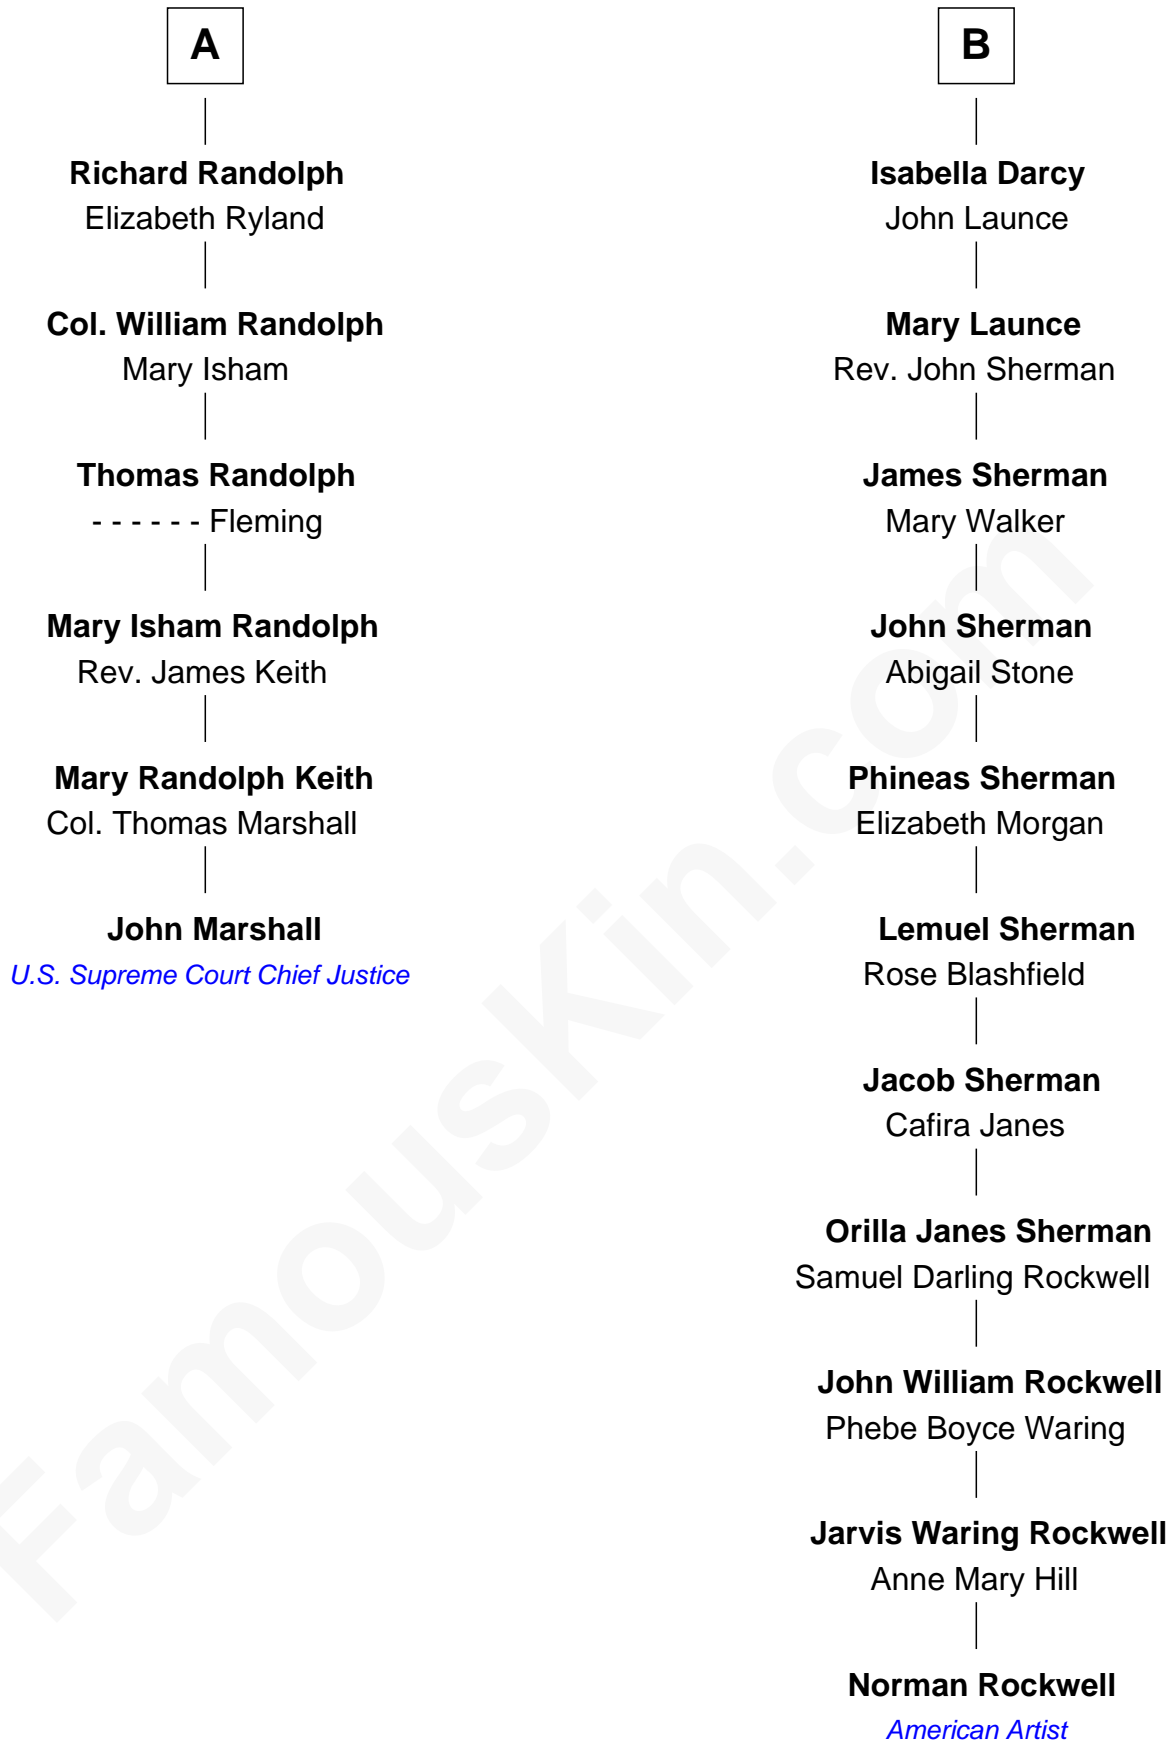 A
Richard Randolph
Elizabeth Ryland
Col. William Randolph
Mary Isham
Thomas Randolph
- - - - - - Fleming
Mary Isham Randolph
Rev. James Keith
Mary Randolph Keith
Col. Thomas Marshall
John Marshall
U.S. Supreme Court Chief Justice
B
Isabella Darcy
John Launce
Mary Launce
Rev. John Sherman
James Sherman
Mary Walker
John Sherman
Abigail Stone
Phineas Sherman
Elizabeth Morgan
Lemuel Sherman
Rose Blashfield
Jacob Sherman
Cafira Janes
Orilla Janes Sherman
Samuel Darling Rockwell
John William Rockwell
Phebe Boyce Waring
Jarvis Waring Rockwell
Anne Mary Hill
Norman Rockwell
American Artist
FamousKin.com